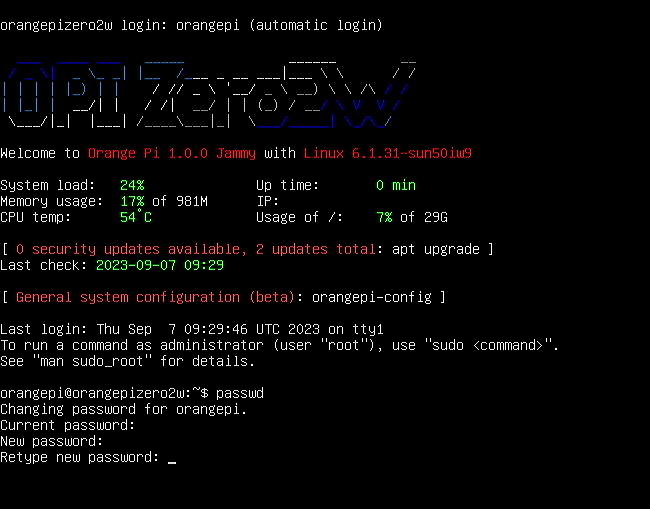 orangepizero2w login: orangepi (automatic login)
OPI Zero2W
Welcome to Orange Pi 1.0.0 Jammy with Linux 6.1.31-sun50iw9
System load: 24% Up time: 0 min
Memory usage: 17% of 981M IP:
CPU temp: 54°C Usage of /: 7% of 29G
[ 0 security updates available, 2 updates total: apt upgrade ]
Last check: 2023-09-07 09:29
[ General system configuration (beta): orangepi-config ]
Last login: Thu Sep  7 09:29:46 UTC 2023 on tty1
To run a command as administrator (user "root"), use "sudo <command>".
See "man sudo_root" for details.
orangepi@orangepizero2w:~$ passwd
Changing password for orangepi.
Current password:
New password:
Retype new password: _